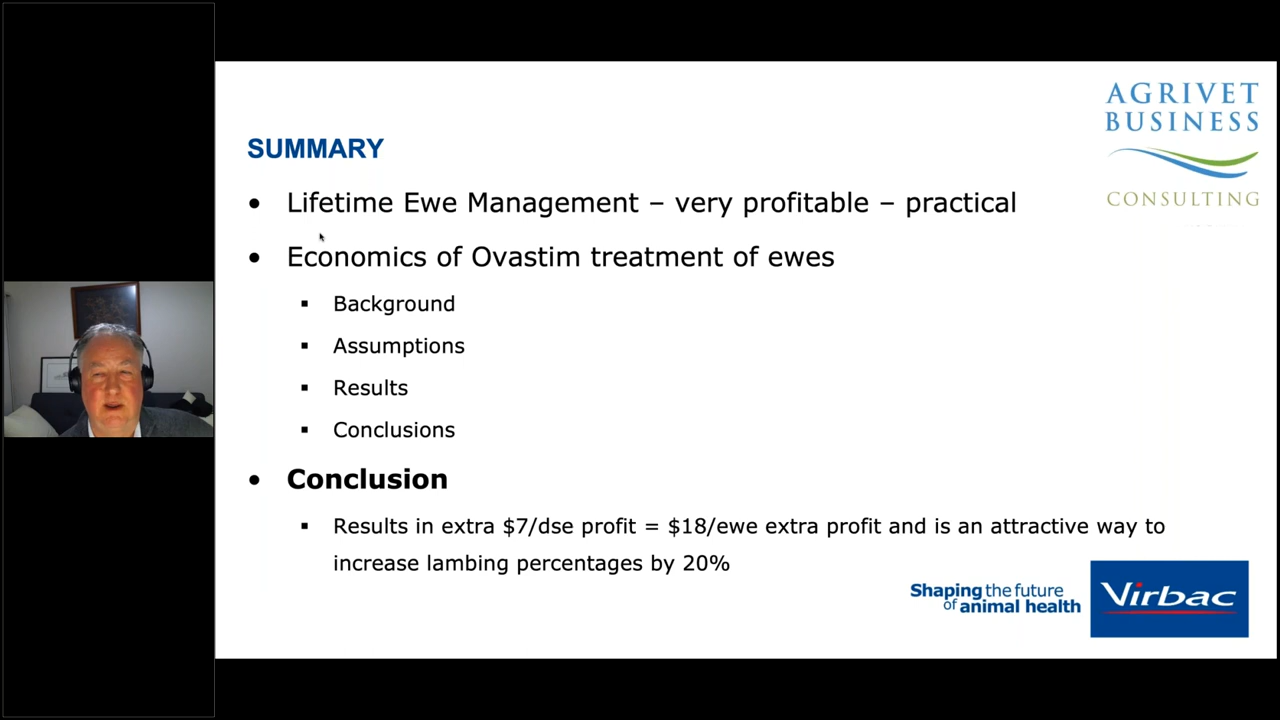 AGRIVET
BUSINESS
CONSULTING
SUMMARY
• Lifetime Ewe Management – very profitable – practical
• Economics of Ovastim treatment of ewes
▪ Background
▪ Assumptions
▪ Results
▪ Conclusions
• Conclusion
▪ Results in extra $7/dse profit = $18/ewe extra profit and is an attractive way to
increase lambing percentages by 20%
Shaping the future
of animal health
Virbac